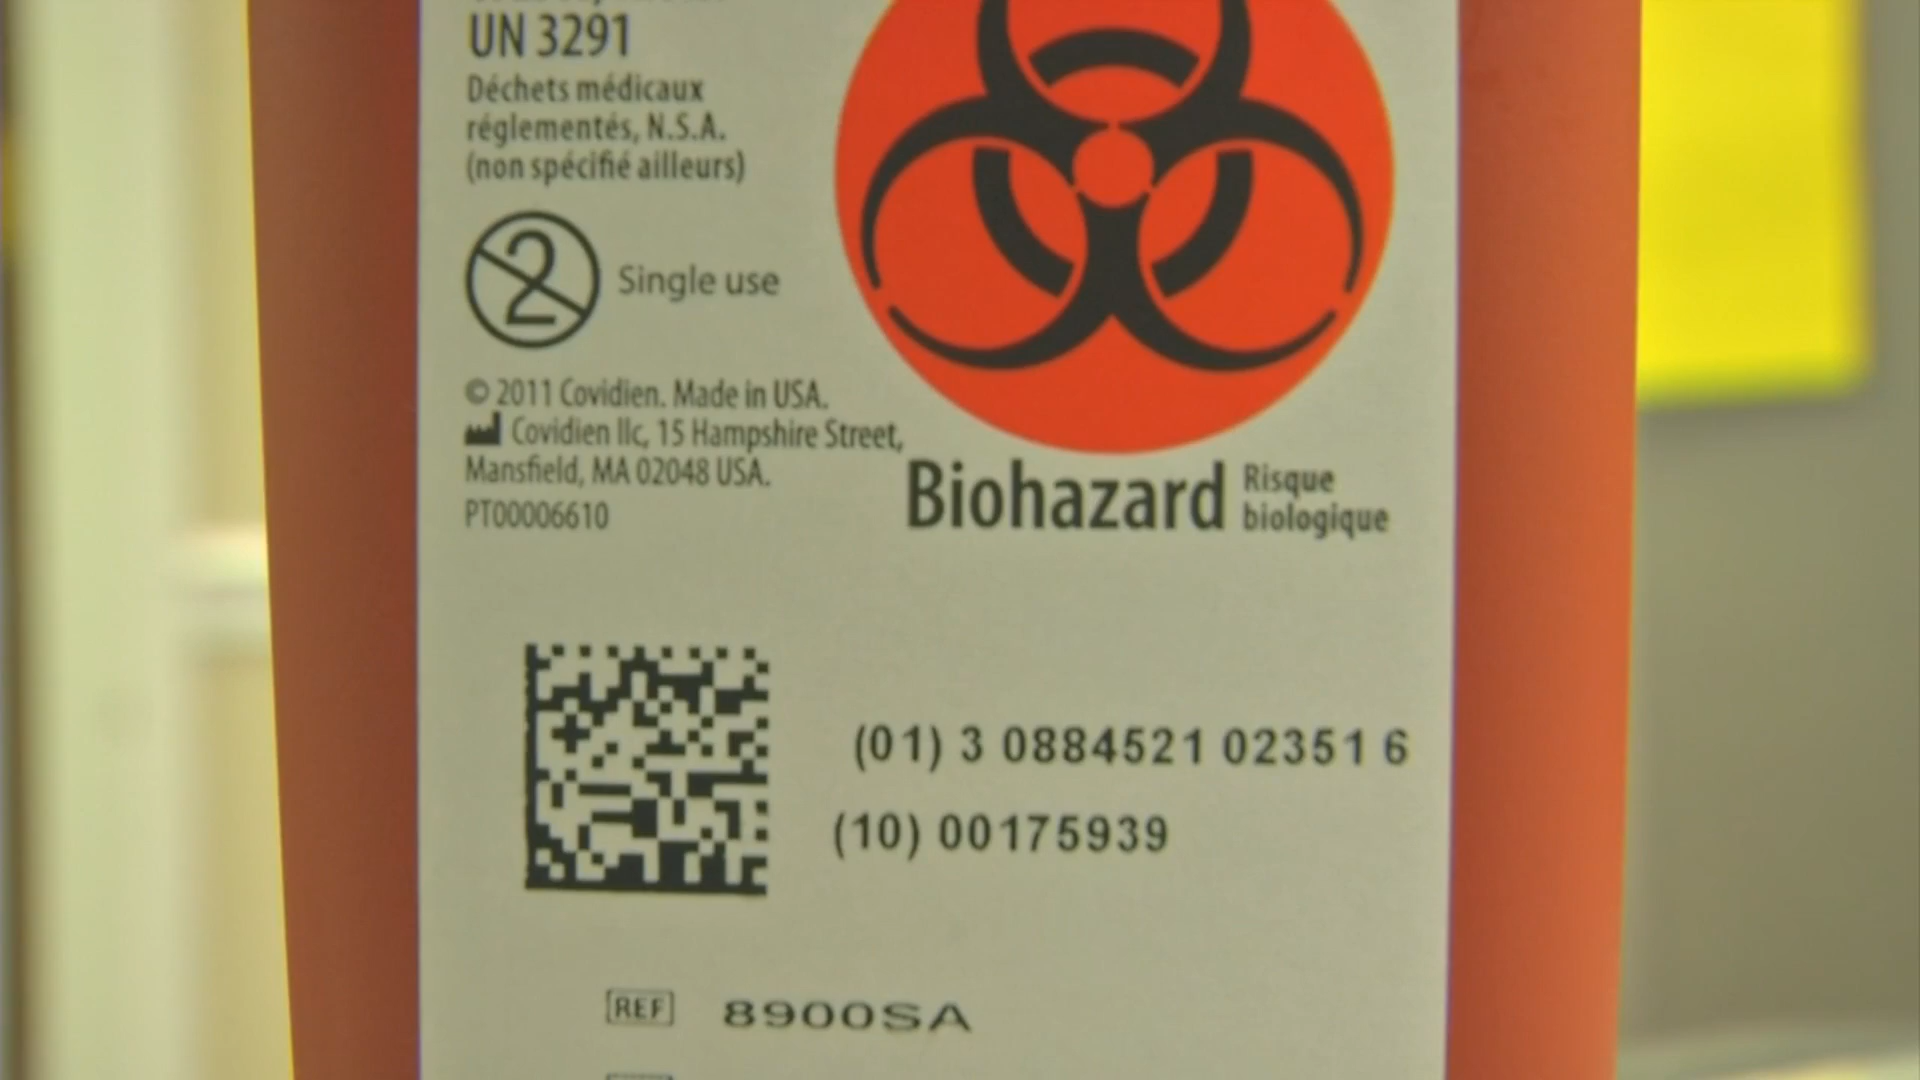 UN 3291
Déchets médicaux
réglementés, N.S.A.
(non spécifié ailleurs)
2 Single use
© 2011 Covidien. Made in USA.
Covidien llc, 15 Hampshire Street,
Mansfield, MA 02048 USA.
PT00006610
Biohazard
Risque
biologique
(01) 3 0884521 02351 6
(10) 00175939
REF 8900SA